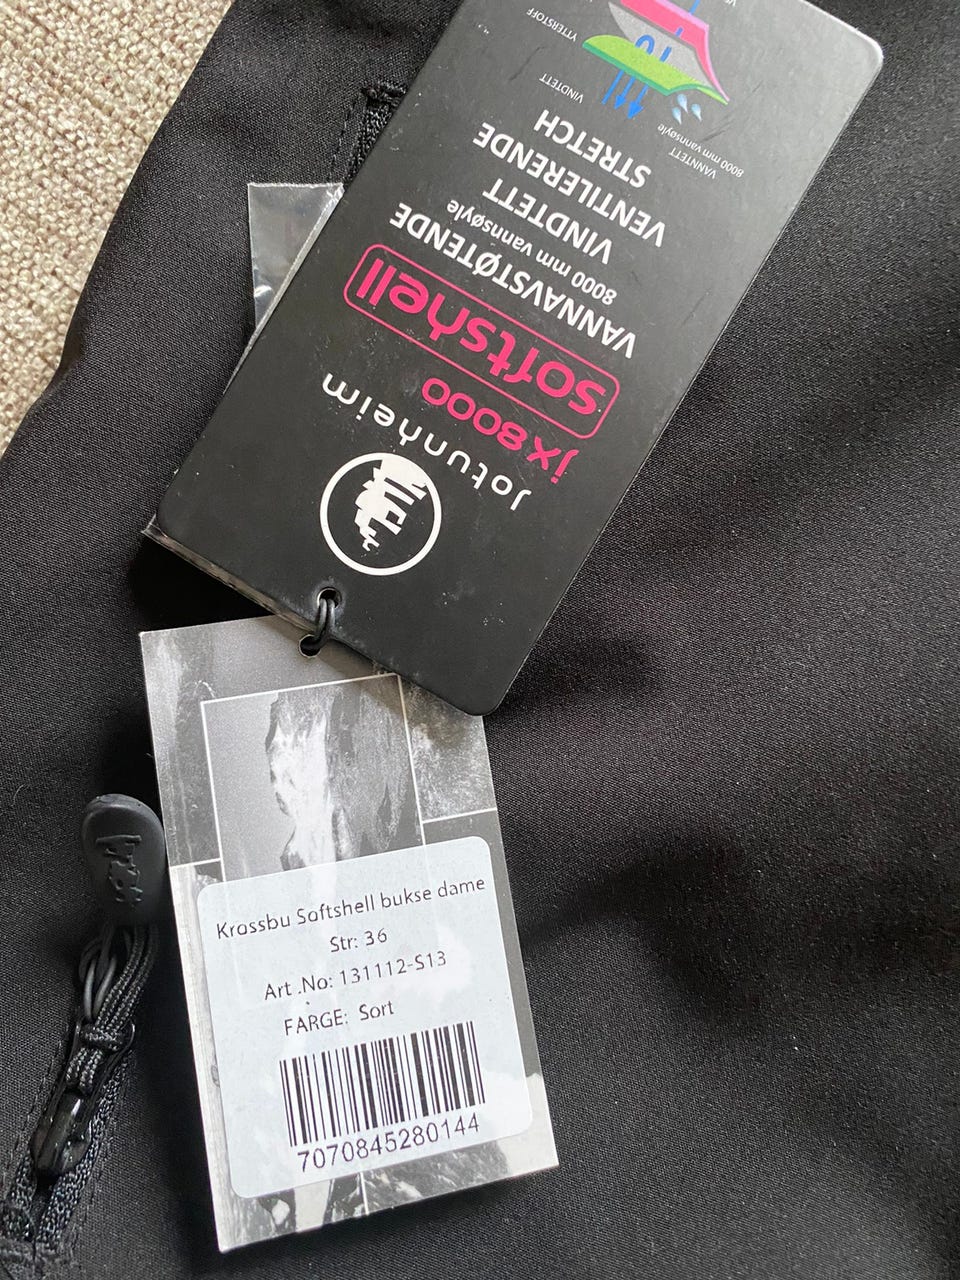 Jotunheim
jx8000
softshell
VANNAVSTØTENDE
8000 mm vannsøyle
VINDTETT
VENTILERENDE
STRETCH
VANNTETT
8000 mm vannsøyle
VINDTETT
YTTERSTOFF
Krossbu Softshell bukse dame
Str: 36
Art .No: 131112-S13
FARGE: Sort
7070845280144